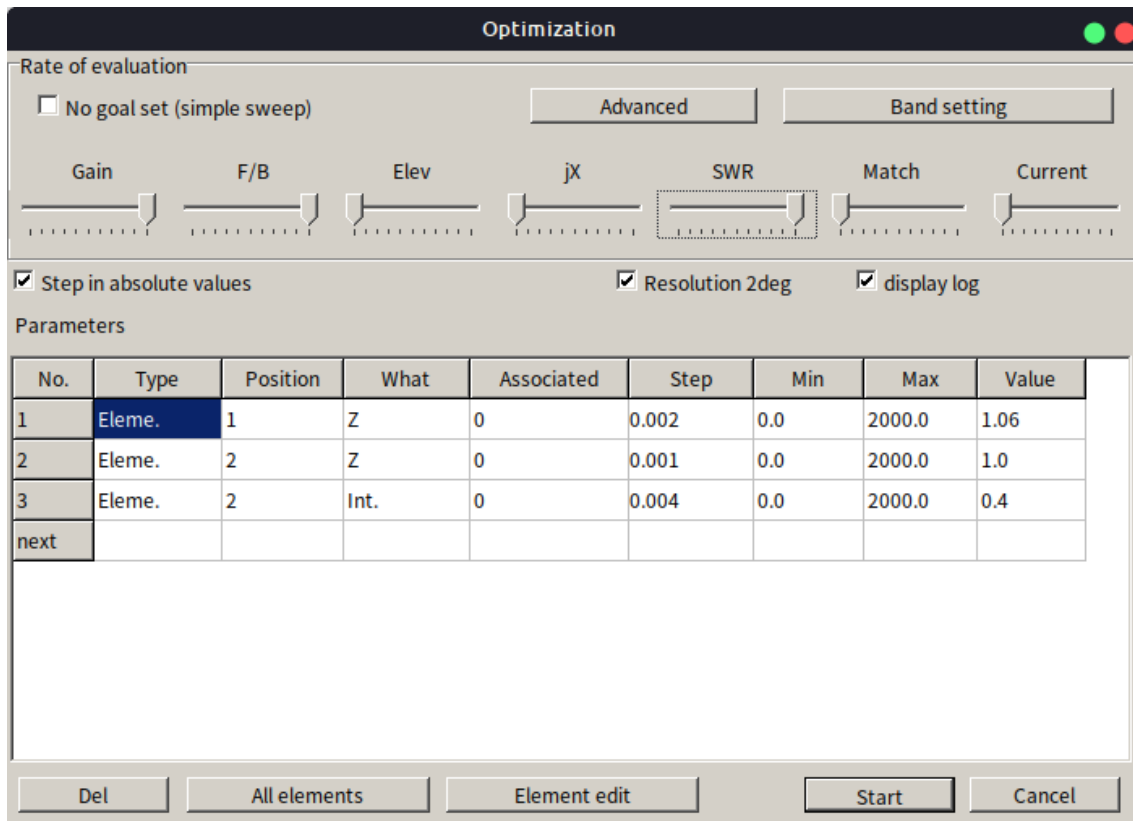 Optimization
Rate of evaluation
No goal set (simple sweep) Advanced Band setting
Gain F/B Elev jX SWR Match Current
Step in absolute values Resolution 2deg display log
Parameters
No. Type Position What Associated Step Min Max Value
1 Eleme. 1 Z 0 0.002 0.0 2000.0 1.06
2 Eleme. 2 Z 0 0.001 0.0 2000.0 1.0
3 Eleme. 2 Int. 0 0.004 0.0 2000.0 0.4
next
Del All elements Element edit Start Cancel